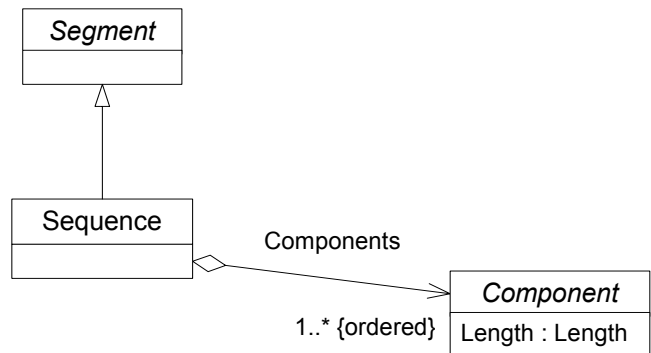 Segment
Sequence
Components
Component
1..* {ordered}
Length : Length